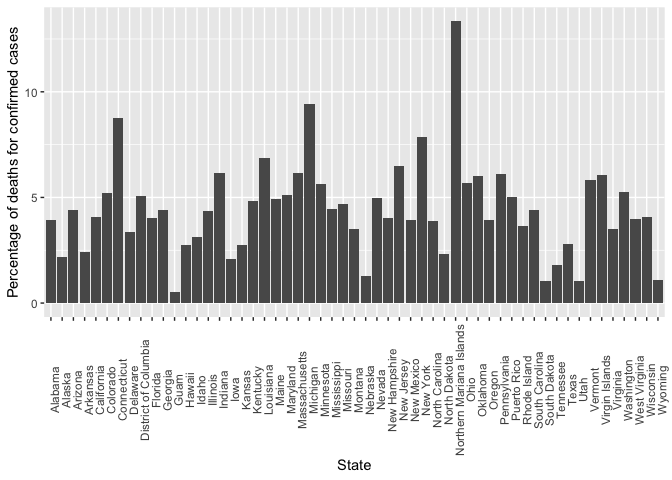 Percentage of deaths for confirmed cases
10
5
0
Alabama
Alaska
Arizona
Arkansas
California
Colorado
Connecticut
Delaware
District of Columbia
Florida
Georgia
Guam
Hawaii
Idaho
Illinois
Indiana
Iowa
Kansas
Kentucky
Louisiana
Maine
Maryland
Massachusetts
Michigan
Minnesota
Mississippi
Missouri
Montana
Nebraska
Nevada
New Hampshire
New Jersey
New Mexico
New York
North Carolina
North Dakota
Northern Mariana Islands
Ohio
Oklahoma
Oregon
Pennsylvania
Puerto Rico
Rhode Island
South Carolina
South Dakota
Tennessee
Texas
Utah
Vermont
Virgin Islands
Virginia
Washington
West Virginia
Wisconsin
Wyoming
State